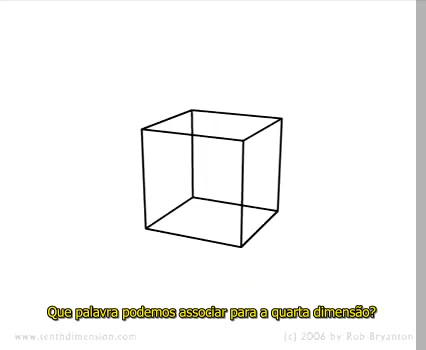 Que palavra podemos associar para a quarta dimensão?
www.tenthdimension.com
(c) 2006 by Rob Bryanton